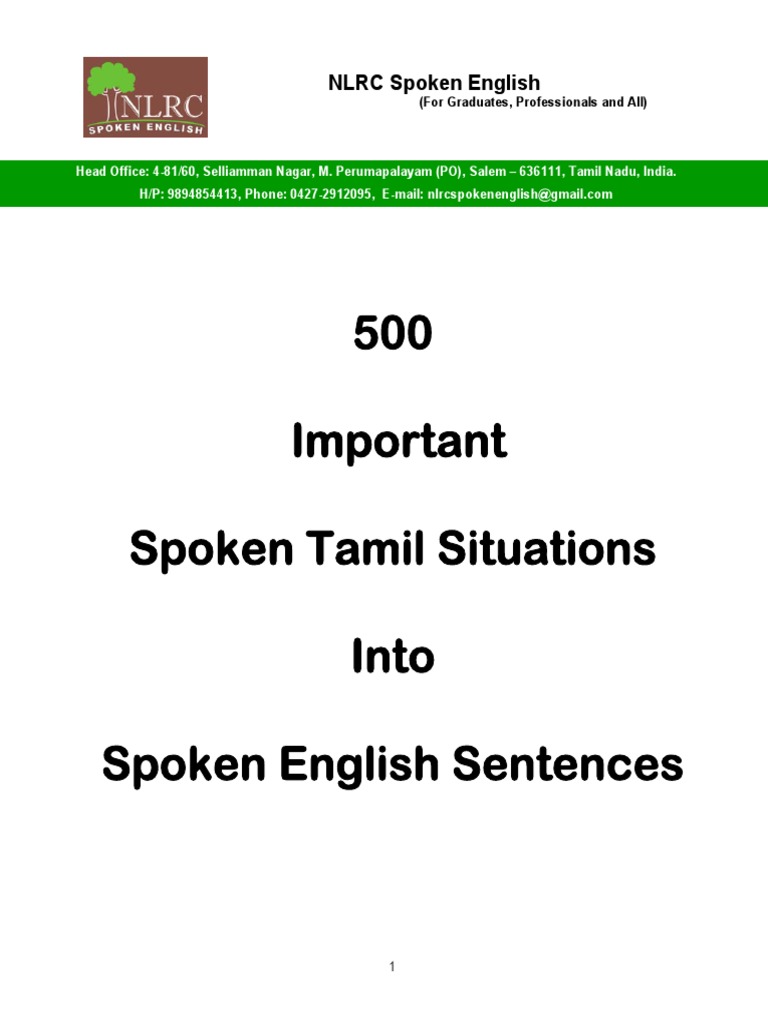 NLRC
SPOKEN ENGLISH
NLRC Spoken English
(For Graduates, Professionals and All)
Head Office: 4-81/60, Selliamman Nagar, M. Perumapalayam (PO), Salem – 636111, Tamil Nadu, India.
H/P: 9894854413, Phone: 0427-2912095, E-mail: nlrcspokenenglish@gmail.com
500
Important
Spoken Tamil Situations
Into
Spoken English Sentences
1